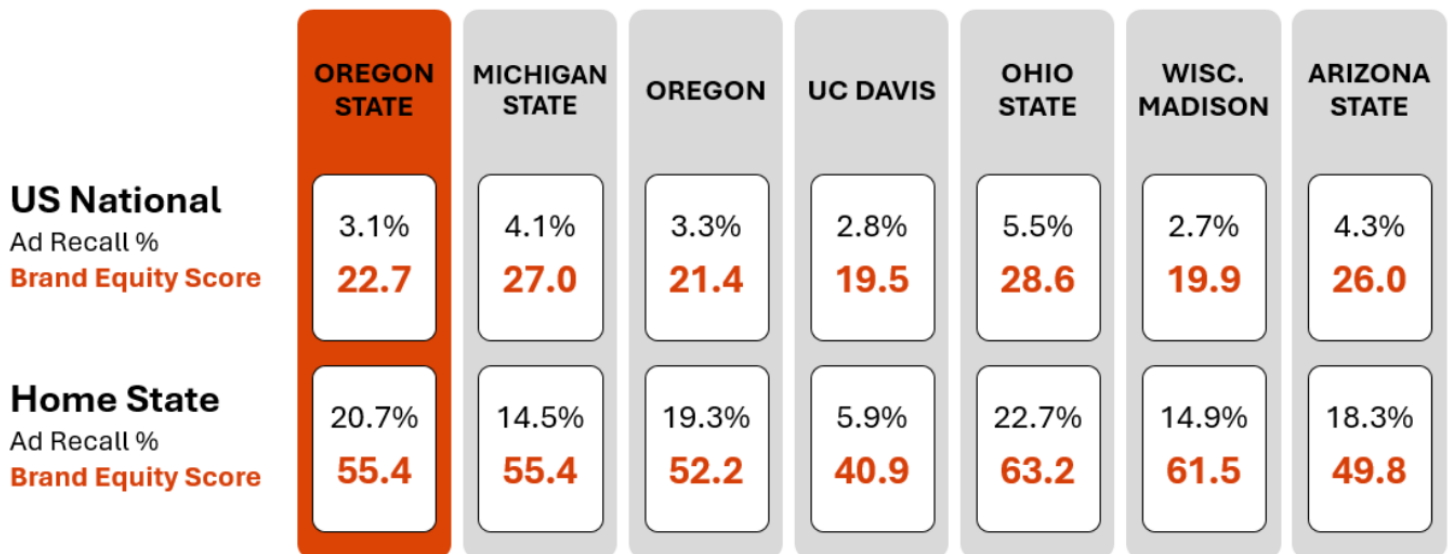 OREGON STATE
MICHIGAN STATE
OREGON
UC DAVIS
OHIO STATE
WISC. MADISON
ARIZONA STATE
US National
Ad Recall %
Brand Equity Score
3.1% 4.1% 3.3% 2.8% 5.5% 2.7% 4.3%
22.7 27.0 21.4 19.5 28.6 19.9 26.0
Home State
Ad Recall %
Brand Equity Score
20.7% 14.5% 19.3% 5.9% 22.7% 14.9% 18.3%
55.4 55.4 52.2 40.9 63.2 61.5 49.8